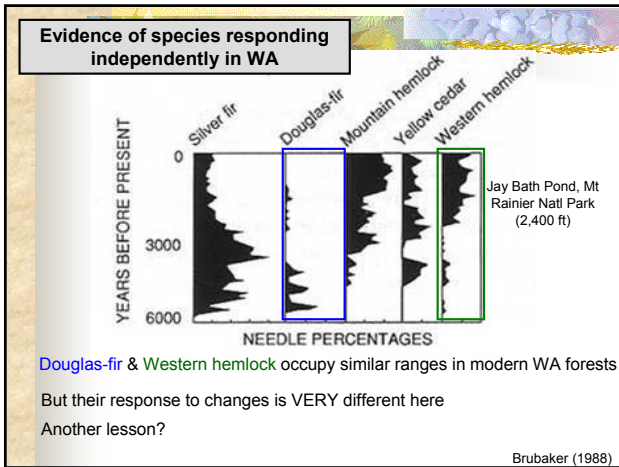 Evidence of species responding
independently in WA
Silver fir
Douglas-fir
Mountain hemlock
Yellow cedar
Western hemlock
YEARS BEFORE PRESENT
0
3000
6000
NEEDLE PERCENTAGES
Jay Bath Pond, Mt
Rainier Natl Park
(2,400 ft)
Douglas-fir & Western hemlock occupy similar ranges in modern WA forests
But their response to changes is VERY different here
Another lesson?
Brubaker (1988)